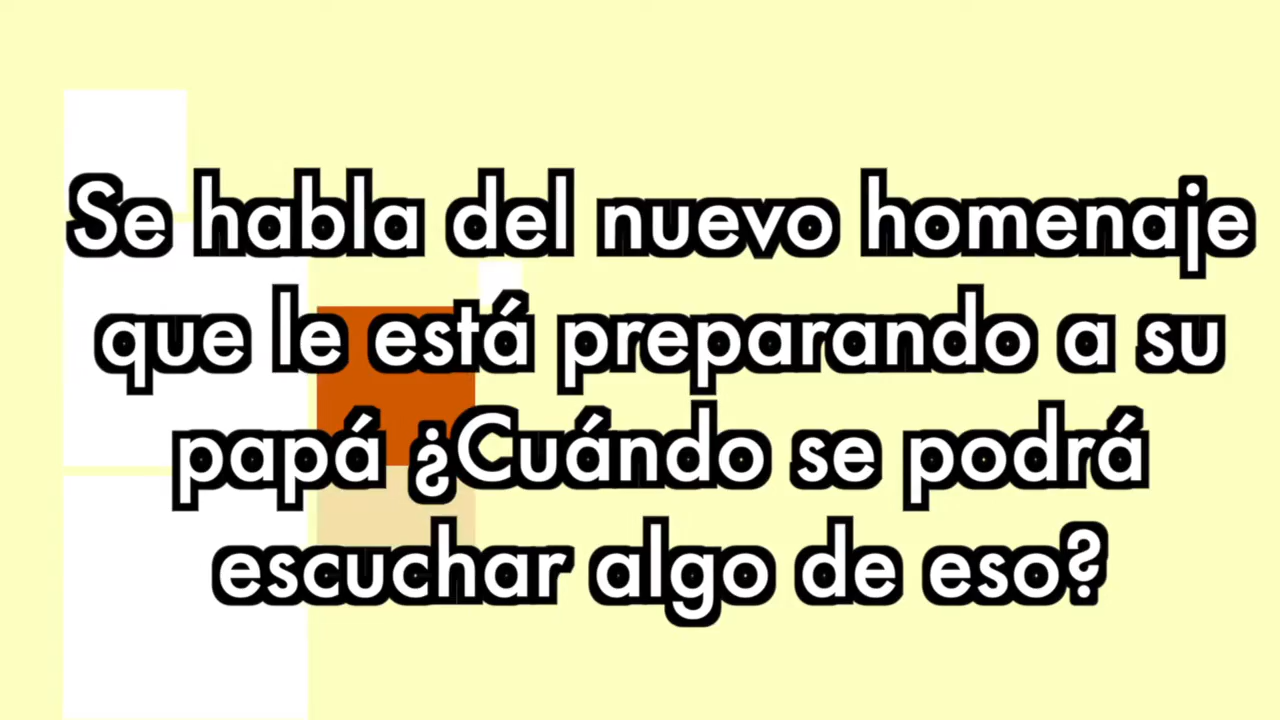 Se habla del nuevo homenaje
que le está preparando a su
papá ¿Cuándo se podrá
escuchar algo de eso?